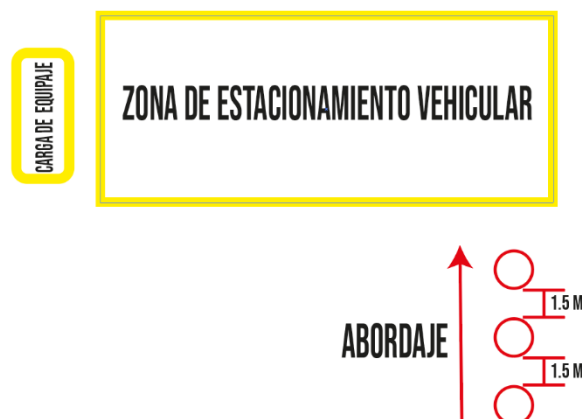 CARGA DE EQUIPAJE
ZONA DE ESTACIONAMIENTO VEHICULAR
1.5 M
ABORDAJE
1.5 M